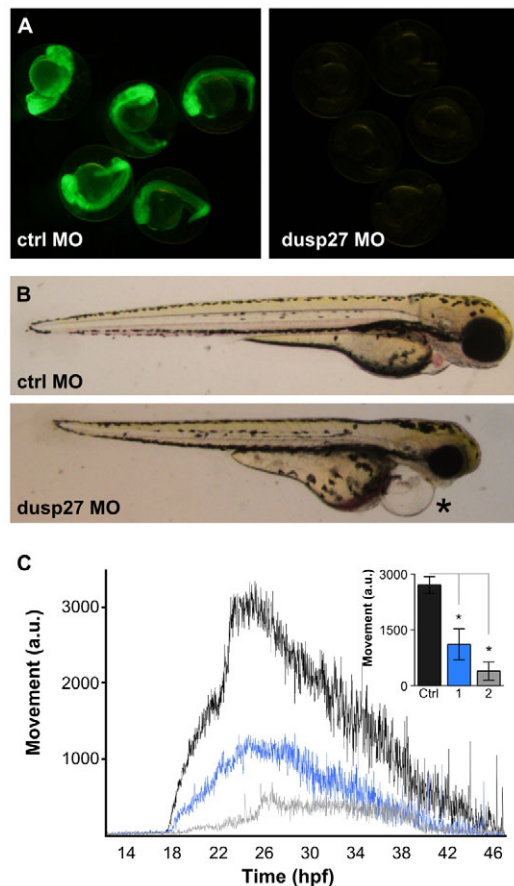 A
ctrl MO
dusp27 MO
B
ctrl MO
dusp27 MO
*
C
Movement (a.u.)
3000
2000
1000
14 18 22 26 30 34 38 42 46
Time (hpf)
Movement (a.u.)
3000
1500
0
*
*
Ctrl 1 2